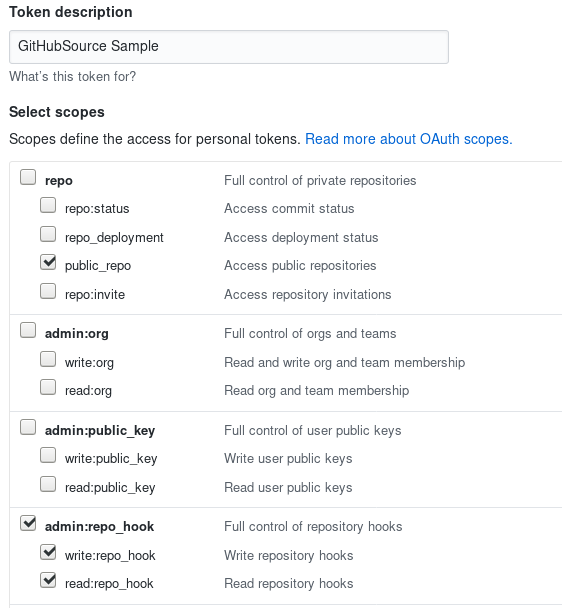 Token description
GitHubSource Sample
What's this token for?
Select scopes
Scopes define the access for personal tokens. Read more about OAuth scopes.
repo Full control of private repositories
repo:status Access commit status
repo_deployment Access deployment status
public_repo Access public repositories
repo:invite Access repository invitations
admin:org Full control of orgs and teams
write:org Read and write org and team membership
read:org Read org and team membership
admin:public_key Full control of user public keys
write:public_key Write user public keys
read:public_key Read user public keys
admin:repo_hook Full control of repository hooks
write:repo_hook Write repository hooks
read:repo_hook Read repository hooks